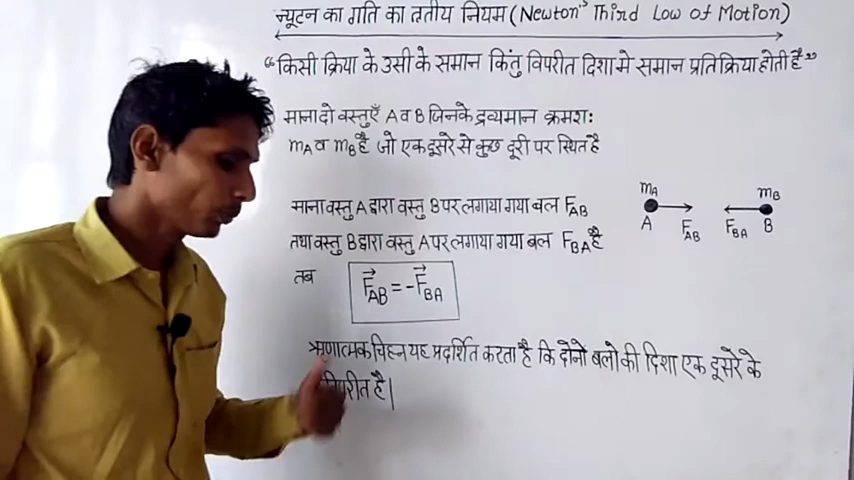 न्यूटन का गति का तृतीय नियम (Newton's Third Low of Motion)
"किसी क्रिया के उसी के समान किंतु विपरीत दिशा मे समान प्रतिक्रिया होती है"
माना दो वस्तुएँ A व B जिनके द्रव्यमान क्रमशः
mA व mB है जो एक दूसरे से कुछ दूरी पर स्थित है
माना वस्तु A द्वारा वस्तु B पर लगाया गया बल FAB
तथा वस्तु B द्वारा वस्तु A पर लगाया गया बल FBA है
तब F⃗AB = -F⃗BA
ऋणात्मक चिह्न यह प्रदर्शित करता है कि दोनो बलो की दिशा एक दूसरे के
विपरीत है|
mA mB
A FAB FBA B